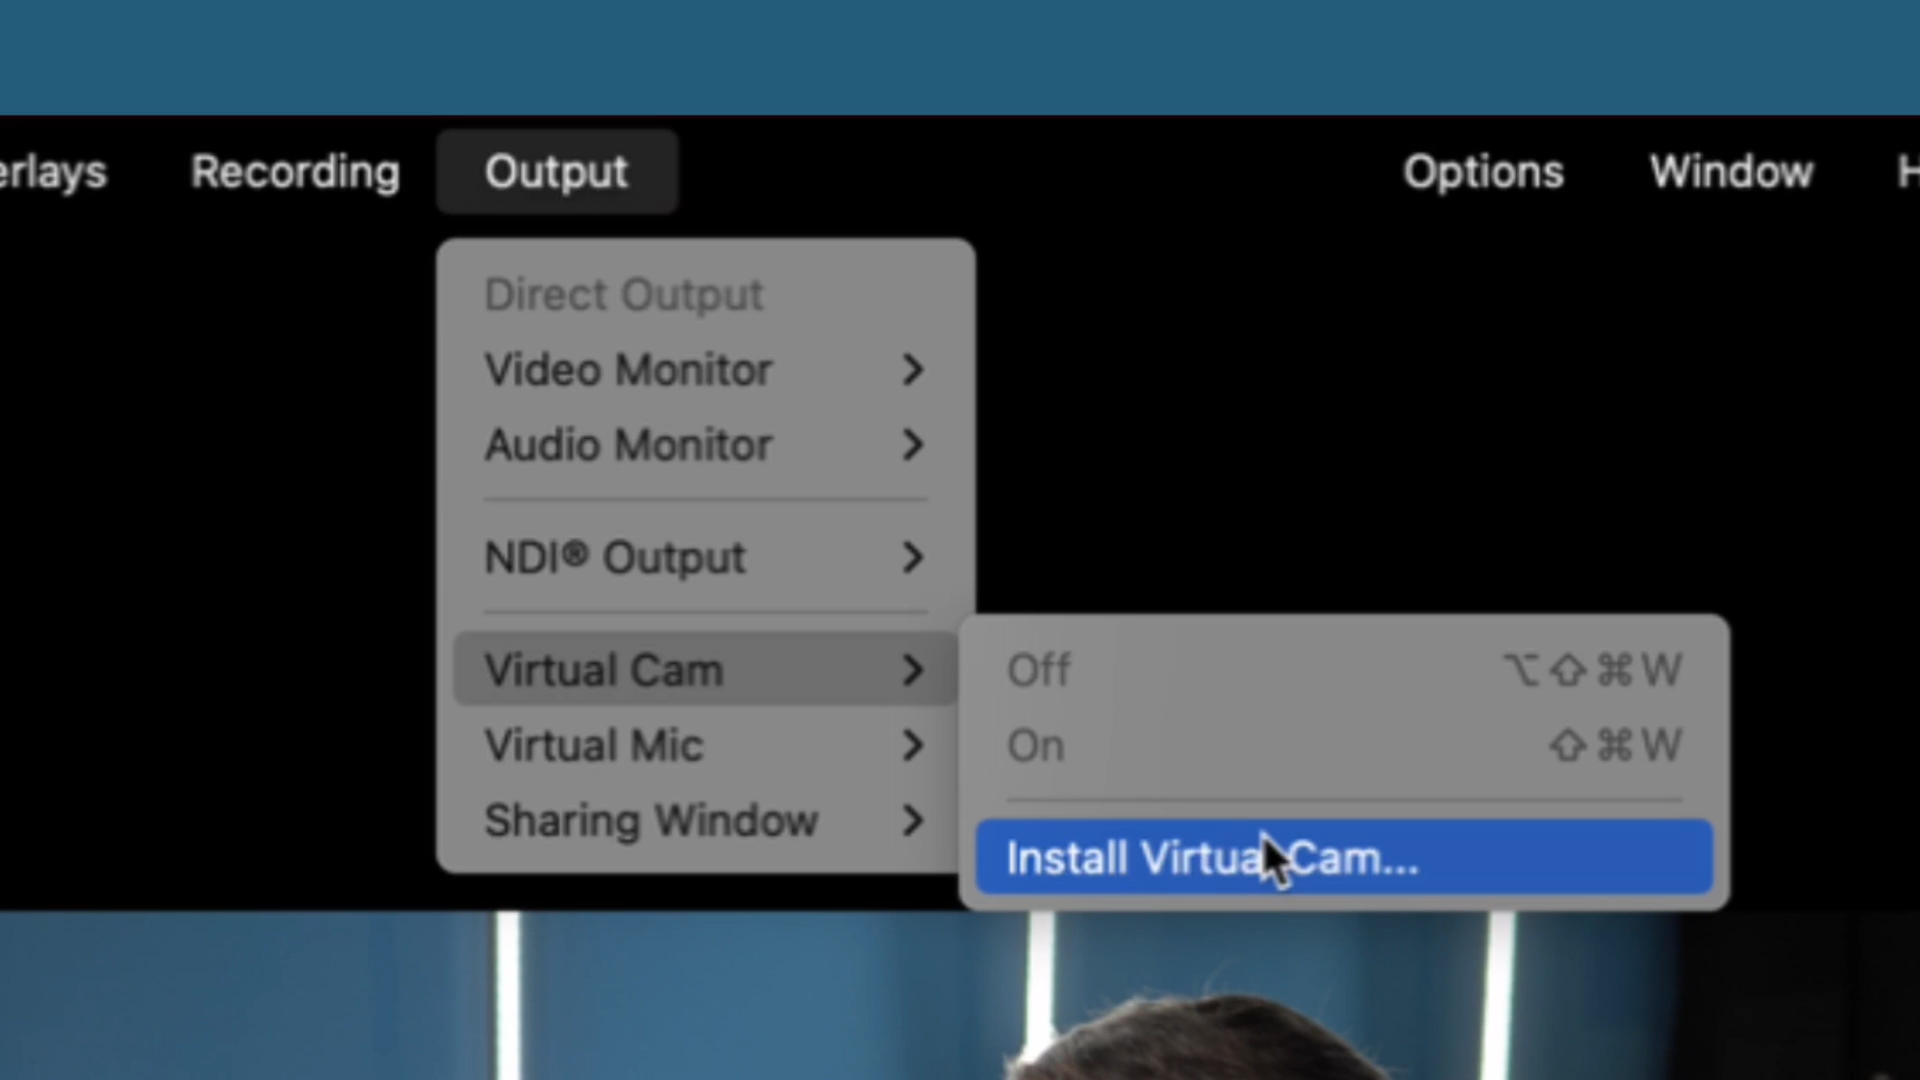 erlays Recording Output Options Window H
Direct Output
Video Monitor
Audio Monitor
NDI® Output
Virtual Cam
Virtual Mic
Sharing Window
Off ⌥⇧⌘W
On ⇧⌘W
Install Virtual Cam...